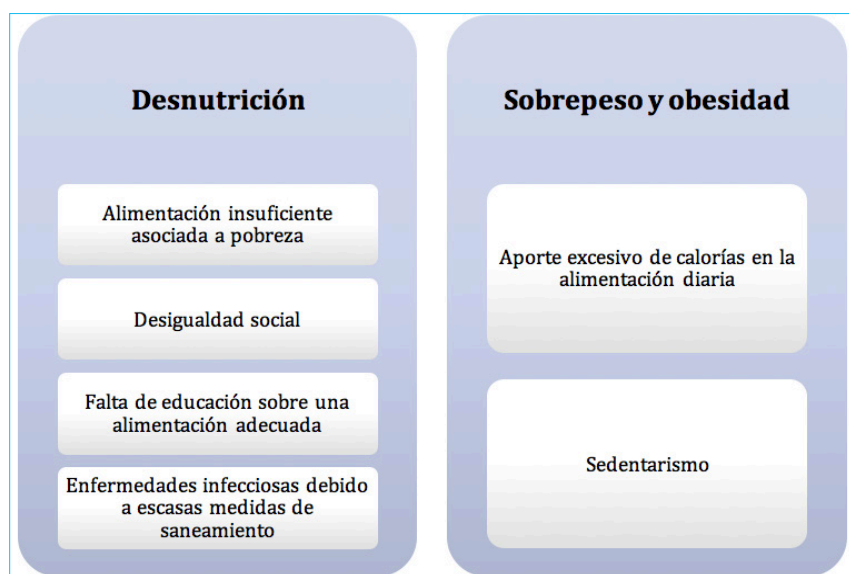 Desnutrición
Alimentación insuficiente
asociada a pobreza
Desigualdad social
Falta de educación sobre una
alimentación adecuada
Enfermedades infecciosas debido
a escasas medidas de
saneamiento
Sobrepeso y obesidad
Aporte excesivo de calorías en la
alimentación diaria
Sedentarismo